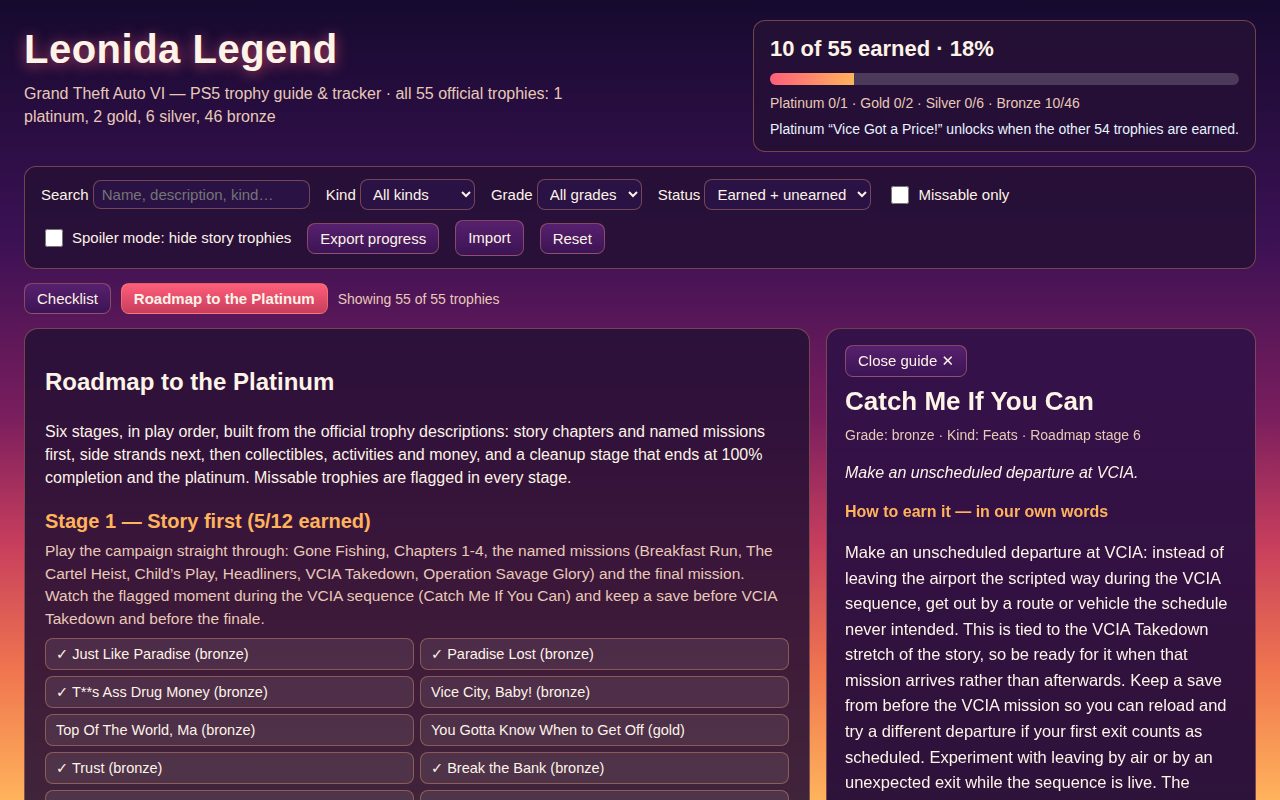 Leonida Legend
Grand Theft Auto VI — PS5 trophy guide & tracker · all 55 official trophies: 1
platinum, 2 gold, 6 silver, 46 bronze
10 of 55 earned · 18%
Platinum 0/1 · Gold 0/2 · Silver 0/6 · Bronze 10/46
Platinum “Vice Got a Price!” unlocks when the other 54 trophies are earned.
Search Name, description, kind… Kind All kinds Grade All grades Status Earned + unearned Missable only
Spoiler mode: hide story trophies Export progress Import Reset
Checklist Roadmap to the Platinum Showing 55 of 55 trophies
Roadmap to the Platinum
Six stages, in play order, built from the official trophy descriptions: story chapters and named missions
first, side strands next, then collectibles, activities and money, and a cleanup stage that ends at 100%
completion and the platinum. Missable trophies are flagged in every stage.
Stage 1 — Story first (5/12 earned)
Play the campaign straight through: Gone Fishing, Chapters 1-4, the named missions (Breakfast Run, The
Cartel Heist, Child’s Play, Headliners, VCIA Takedown, Operation Savage Glory) and the final mission.
Watch the flagged moment during the VCIA sequence (Catch Me If You Can) and keep a save before VCIA
Takedown and before the finale.
✓ Just Like Paradise (bronze)
✓ Paradise Lost (bronze)
✓ T**s Ass Drug Money (bronze)
Vice City, Baby! (bronze)
Top Of The World, Ma (bronze)
You Gotta Know When to Get Off (gold)
✓ Trust (bronze)
✓ Break the Bank (bronze)
Close guide ✕
Catch Me If You Can
Grade: bronze · Kind: Feats · Roadmap stage 6
Make an unscheduled departure at VCIA.
How to earn it — in our own words
Make an unscheduled departure at VCIA: instead of
leaving the airport the scripted way during the VCIA
sequence, get out by a route or vehicle the schedule
never intended. This is tied to the VCIA Takedown
stretch of the story, so be ready for it when that
mission arrives rather than afterwards. Keep a save
from before the VCIA mission so you can reload and
try a different departure if your first exit counts as
scheduled. Experiment with leaving by air or by an
unexpected exit while the sequence is live. The